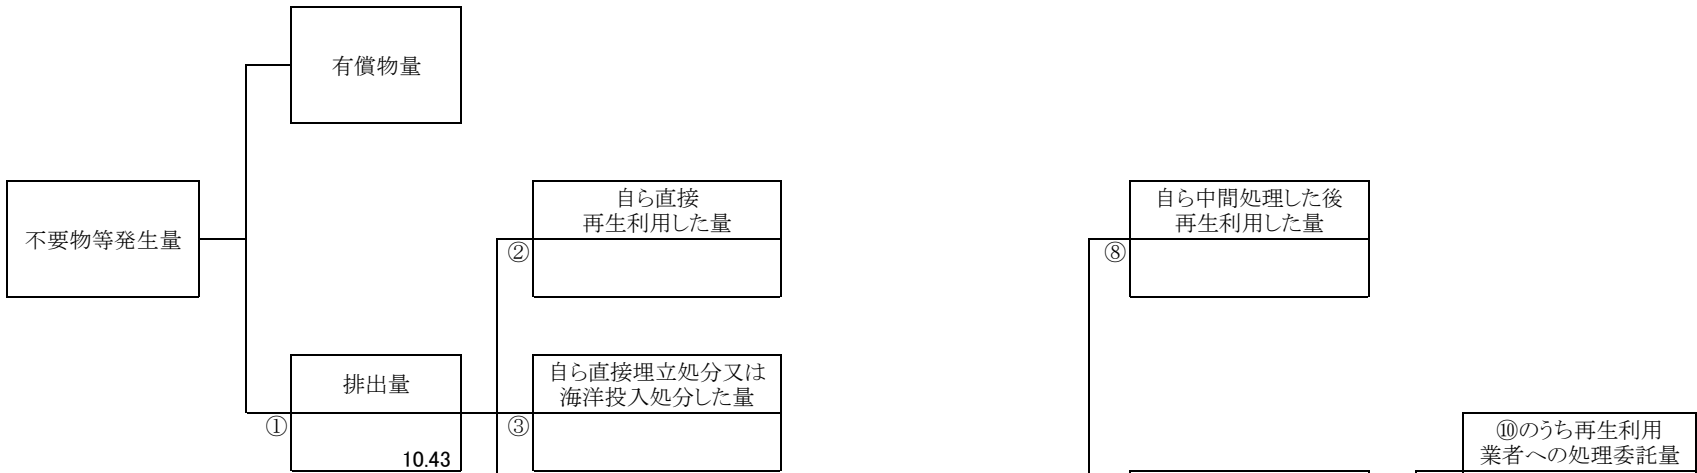 有償物量
不要物等発生量
自ら直接
再生利用した量
②
自ら中間処理した後
再生利用した量
⑧
排出量
①
10.43
自ら直接埋立処分又は
海洋投入処分した量
③
⑩のうち再生利用
業者への処理委託量